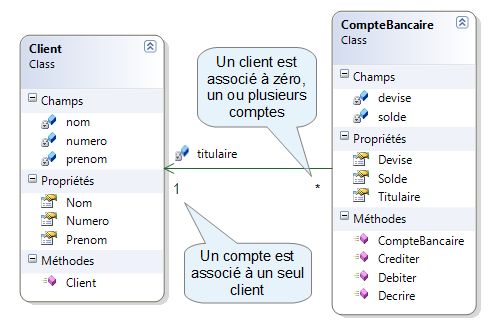 Client
Class
Champs
nom
numero
prenom
Propriétés
Nom
Numero
Prenom
Méthodes
Client
Un client est
associé à zéro,
un ou plusieurs
comptes
titulaire
1
*
Un compte est
associé à un seul
client
CompteBancaire
Class
Champs
devise
solde
Propriétés
Devise
Solde
Titulaire
Méthodes
CompteBancaire
Crediter
Debiter
Decrire